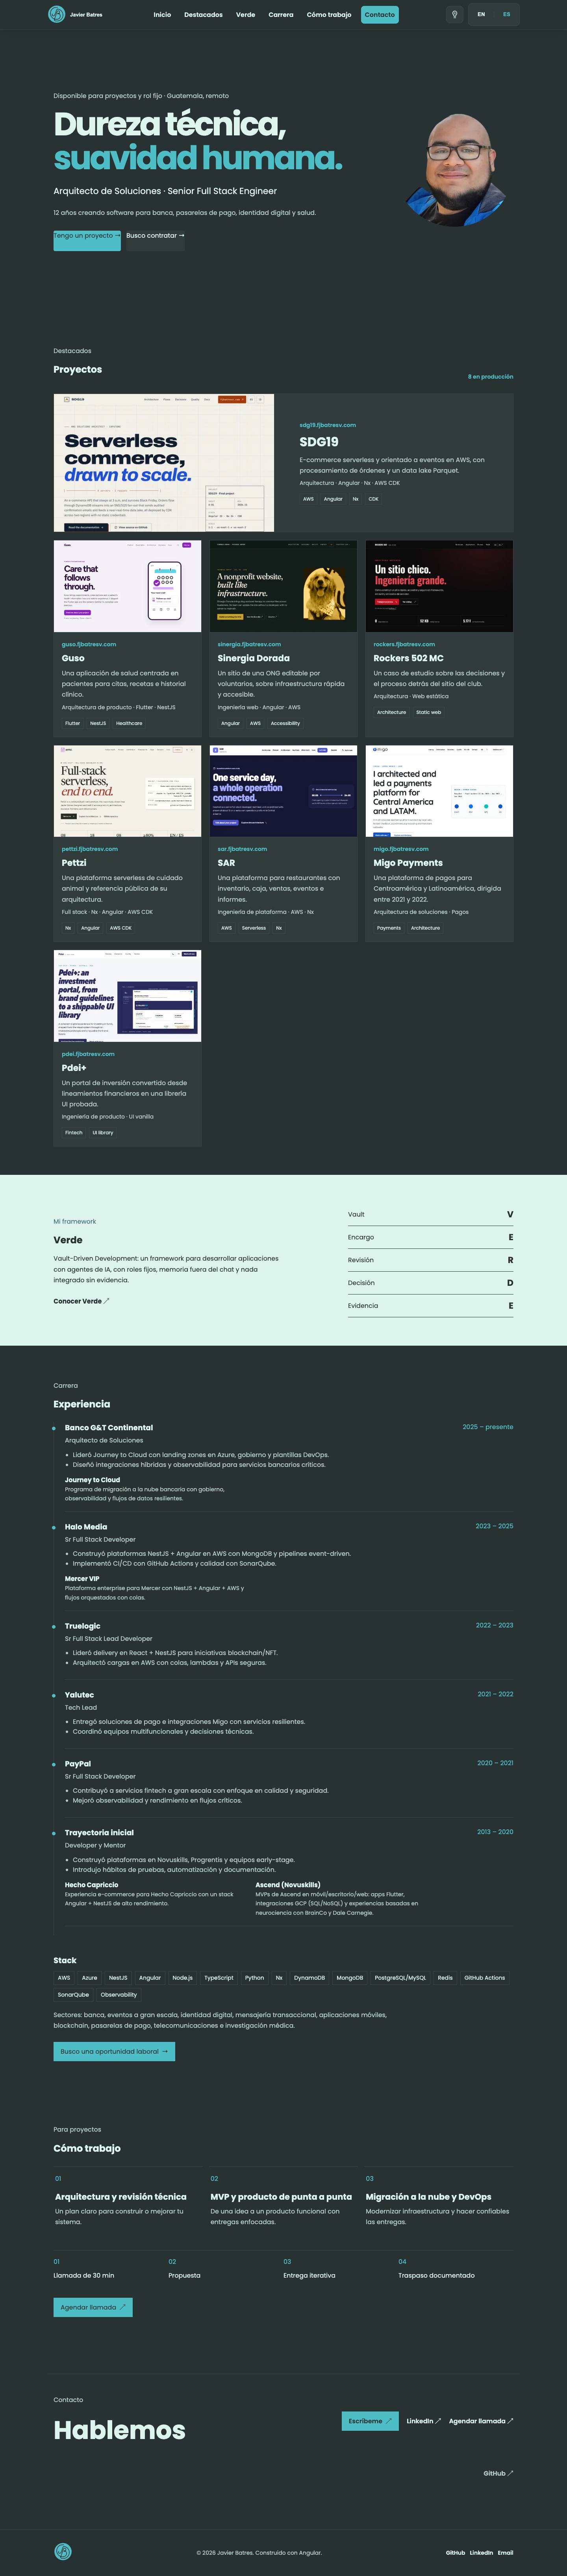 Javier Batres
Inicio
Destacados
Verde
Carrera
Cómo trabajo
Contacto
EN
ES
Disponible para proyectos y rol fijo · Guatemala, remoto
Dureza técnica,
suavidad humana.
Arquitecto de Soluciones · Senior Full Stack Engineer
12 años creando software para banco, pasarelas de pago, identidad digital y salud.
Tengo un proyecto →
Busco contratar →
Destacados
Proyectos
8 en producción
Serverless
commerce,
drawn to scale.
sdg19.fjbatresv.com
SDG19
E-commerce serverless y orientado a eventos en AWS, con
procesamiento de órdenes y un data lake Parquet.
Arquitectura · Angular · Nx · AWS CDK
AWS
Angular
Nx
CDK
Care that
follows
through.
guso.fjbatresv.com
Guso
Una aplicación de salud centrada en
pacientes para citas, recetas e historial
clínico.
Arquitectura de producto · Flutter · NestJS
Flutter
NestJS
Healthcare
A nonprofit website,
built like
infrastructure.
sinergia.fjbatresv.com
Sinergia Dorada
Un sitio de una ONG editable por
voluntarios, sobre infraestructura rápida
y accesible.
Ingeniería web · Angular · AWS
Angular
AWS
Accessibility
Un sitio chico.
Ingeniería grande.
rockers.fjbatresv.com
Rockers 502 MC
Un caso de estudio sobre las decisiones y
el proceso detrás del sitio del club.
Arquitectura · Web estática
Architecture
Static web
Full-stack
serverless,
end to end.
pettzi.fjbatresv.com
Pettzi
Una plataforma serverless de cuidado
animal y referencia pública de su
arquitectura.
Full stack · Nx · Angular · AWS CDK
Nx
Angular
AWS CDK
One service day,
a whole operation
connected.
sar.fjbatresv.com
SAR
Una plataforma para restaurantes con
inventario, caja, ventas, eventos e
informes.
Ingeniería de plataforma · AWS · Nx
AWS
Serverless
Nx
I architected and
led a payments
platform for
Central America
and LATAM.
migo.fjbatresv.com
Migo Payments
Una plataforma de pagos para
Centroamérica y Latinoamérica, dirigida
entre 2021 y 2022.
Arquitectura de soluciones · Pagos
Payments
Architecture
Pdei+: an
investment
portal, from
brand guidelines
to a shippable UI
library
pdei.fjbatresv.com
Pdei+
Un portal de inversión convertido desde
lineamientos financieros en una librería
UI probada.
Ingeniería de producto · UI vanilla
Fintech
UI library
Mi framework
Verde
Vault-Driven Development: un framework para desarrollar aplicaciones
con agentes de IA, con roles fijos, memoria fuera del chat y nada
integrado sin evidencia.
Conocer Verde ↗
Vault V
Encargo E
Revisión R
Decisión D
Evidencia E
Carrera
Experiencia
Banco G&T Continental
2025 – presente
Arquitecto de Soluciones
• Lideró Journey to Cloud con landing zones en Azure, gobierno y plantillas DevOps.
• Diseñó integraciones híbridas y observabilidad para servicios bancarios críticos.
Journey to Cloud
Programa de migración a la nube bancaria con gobierno,
observabilidad y flujos de datos resilientes.
Halo Media
2023 – 2025
Sr Full Stack Developer
• Construyó plataformas NestJS + Angular en AWS con MongoDB y pipelines event-driven.
• Implementó CI/CD con GitHub Actions y calidad con SonarQube.
Mercer VIP
Plataforma enterprise para Mercer con NestJS + Angular + AWS y
flujos orquestados con colas.
Truelogic
2022 – 2023
Sr Full Stack Lead Developer
• Lideró delivery en React + NestJS para iniciativas blockchain/NFT.
• Arquitectó cargas en AWS con colas, lambdas y APIs seguras.
Yalutec
2021 – 2022
Tech Lead
• Entregó soluciones de pago e integraciones Migo con servicios resilientes.
• Coordinó equipos multifuncionales y decisiones técnicas.
PayPal
2020 – 2021
Sr Full Stack Developer
• Contribuyó a servicios fintech a gran escala con enfoque en calidad y seguridad.
• Mejoró observabilidad y rendimiento en flujos críticos.
Trayectoria inicial
2013 – 2020
Developer y Mentor
• Construyó plataformas en Novuskills, Progrentis y equipos early-stage.
• Introdujo hábitos de pruebas, automatización y documentación.
Hecho Capriccio
Experiencia e-commerce para Hecho Capriccio con un stack
Angular + NestJS de alto rendimiento.
Ascend (Novuskills)
MVPs de Ascend en móvil/escritorio/web: apps Flutter,
integraciones GCP (SQL/NoSQL) y experiencias basadas en
neurociencia con BrainCo y Dale Carnegie.
Stack
AWS
Azure
NestJS
Angular
Node.js
TypeScript
Python
Nx
DynamoDB
MongoDB
PostgreSQL/MySQL
Redis
GitHub Actions
SonarQube
Observability
Sectores: banca, eventos a gran escala, identidad digital, mensajería transaccional, aplicaciones móviles,
blockchain, pasarelas de pago, telecomunicaciones e investigación médica.
Busco una oportunidad laboral →
Para proyectos
Cómo trabajo
01
Arquitectura y revisión técnica
Un plan claro para construir o mejorar tu
sistema.
02
MVP y producto de punta a punta
De una idea a un producto funcional con
entregas enfocadas.
03
Migración a la nube y DevOps
Modernizar infraestructura y hacer confiables
las entregas.
01
Llamada de 30 min
02
Propuesta
03
Entrega iterativa
04
Traspaso documentado
Agendar llamada ↗
Contacto
Hablemos
Escríbeme ↗
LinkedIn ↗
Agendar llamada ↗
GitHub ↗
© 2026 Javier Batres. Construido con Angular.
GitHub
LinkedIn
Email